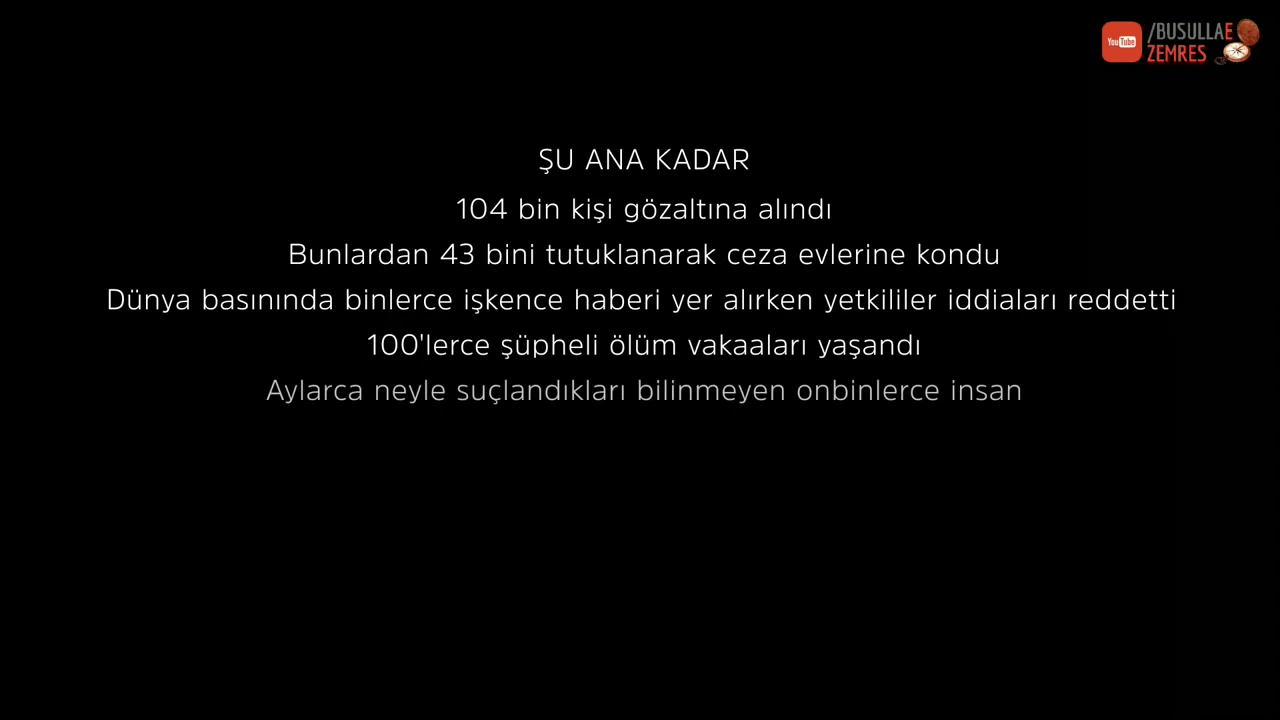 YouTube /BUSULLAE
ZEMRES
ŞU ANA KADAR
104 bin kişi gözaltına alındı
Bunlardan 43 bini tutuklanarak ceza evlerine kondu
Dünya basınında binlerce işkence haberi yer alırken yetkililer iddiaları reddetti
100'lerce şüpheli ölüm vakaaları yaşandı
Aylarca neyle suçlandıkları bilinmeyen onbinlerce insan